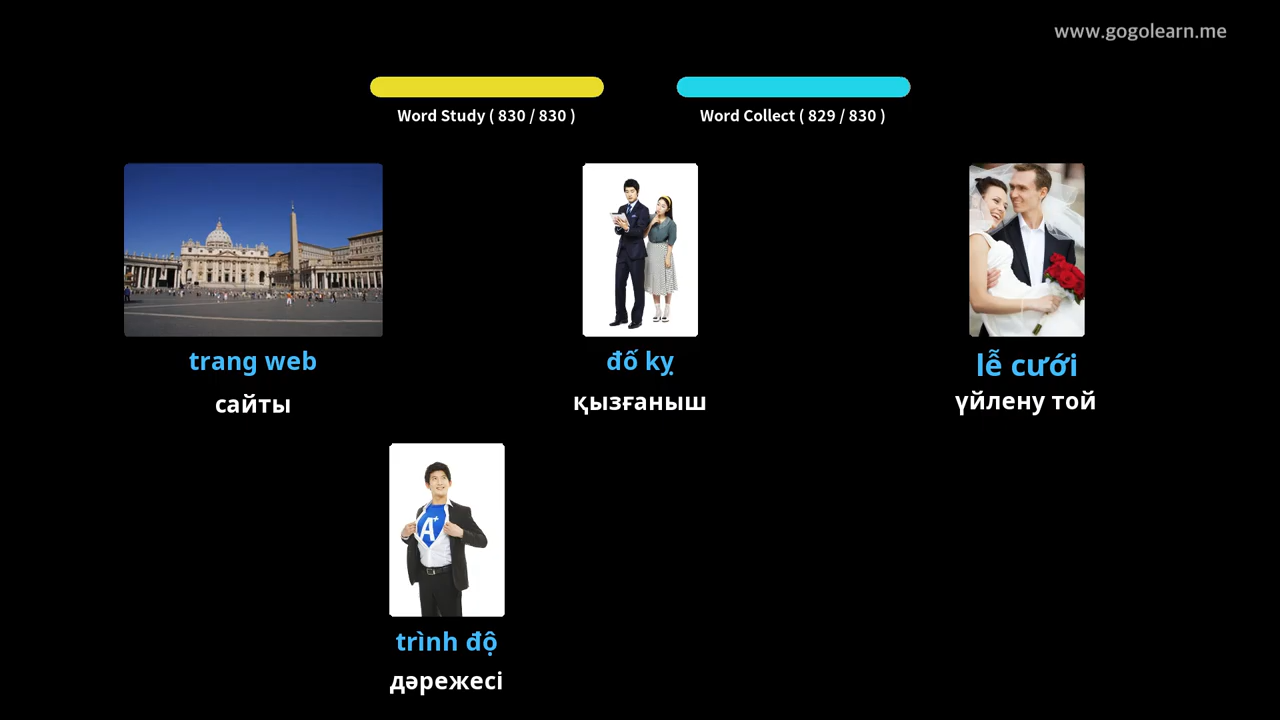 www.gogolearn.me
Word Study ( 830 / 830 )
Word Collect ( 829 / 830 )
trang web
сайты
đố kỵ
қызғаныш
lễ cưới
үйлену той
A+
trình độ
дәрежесі